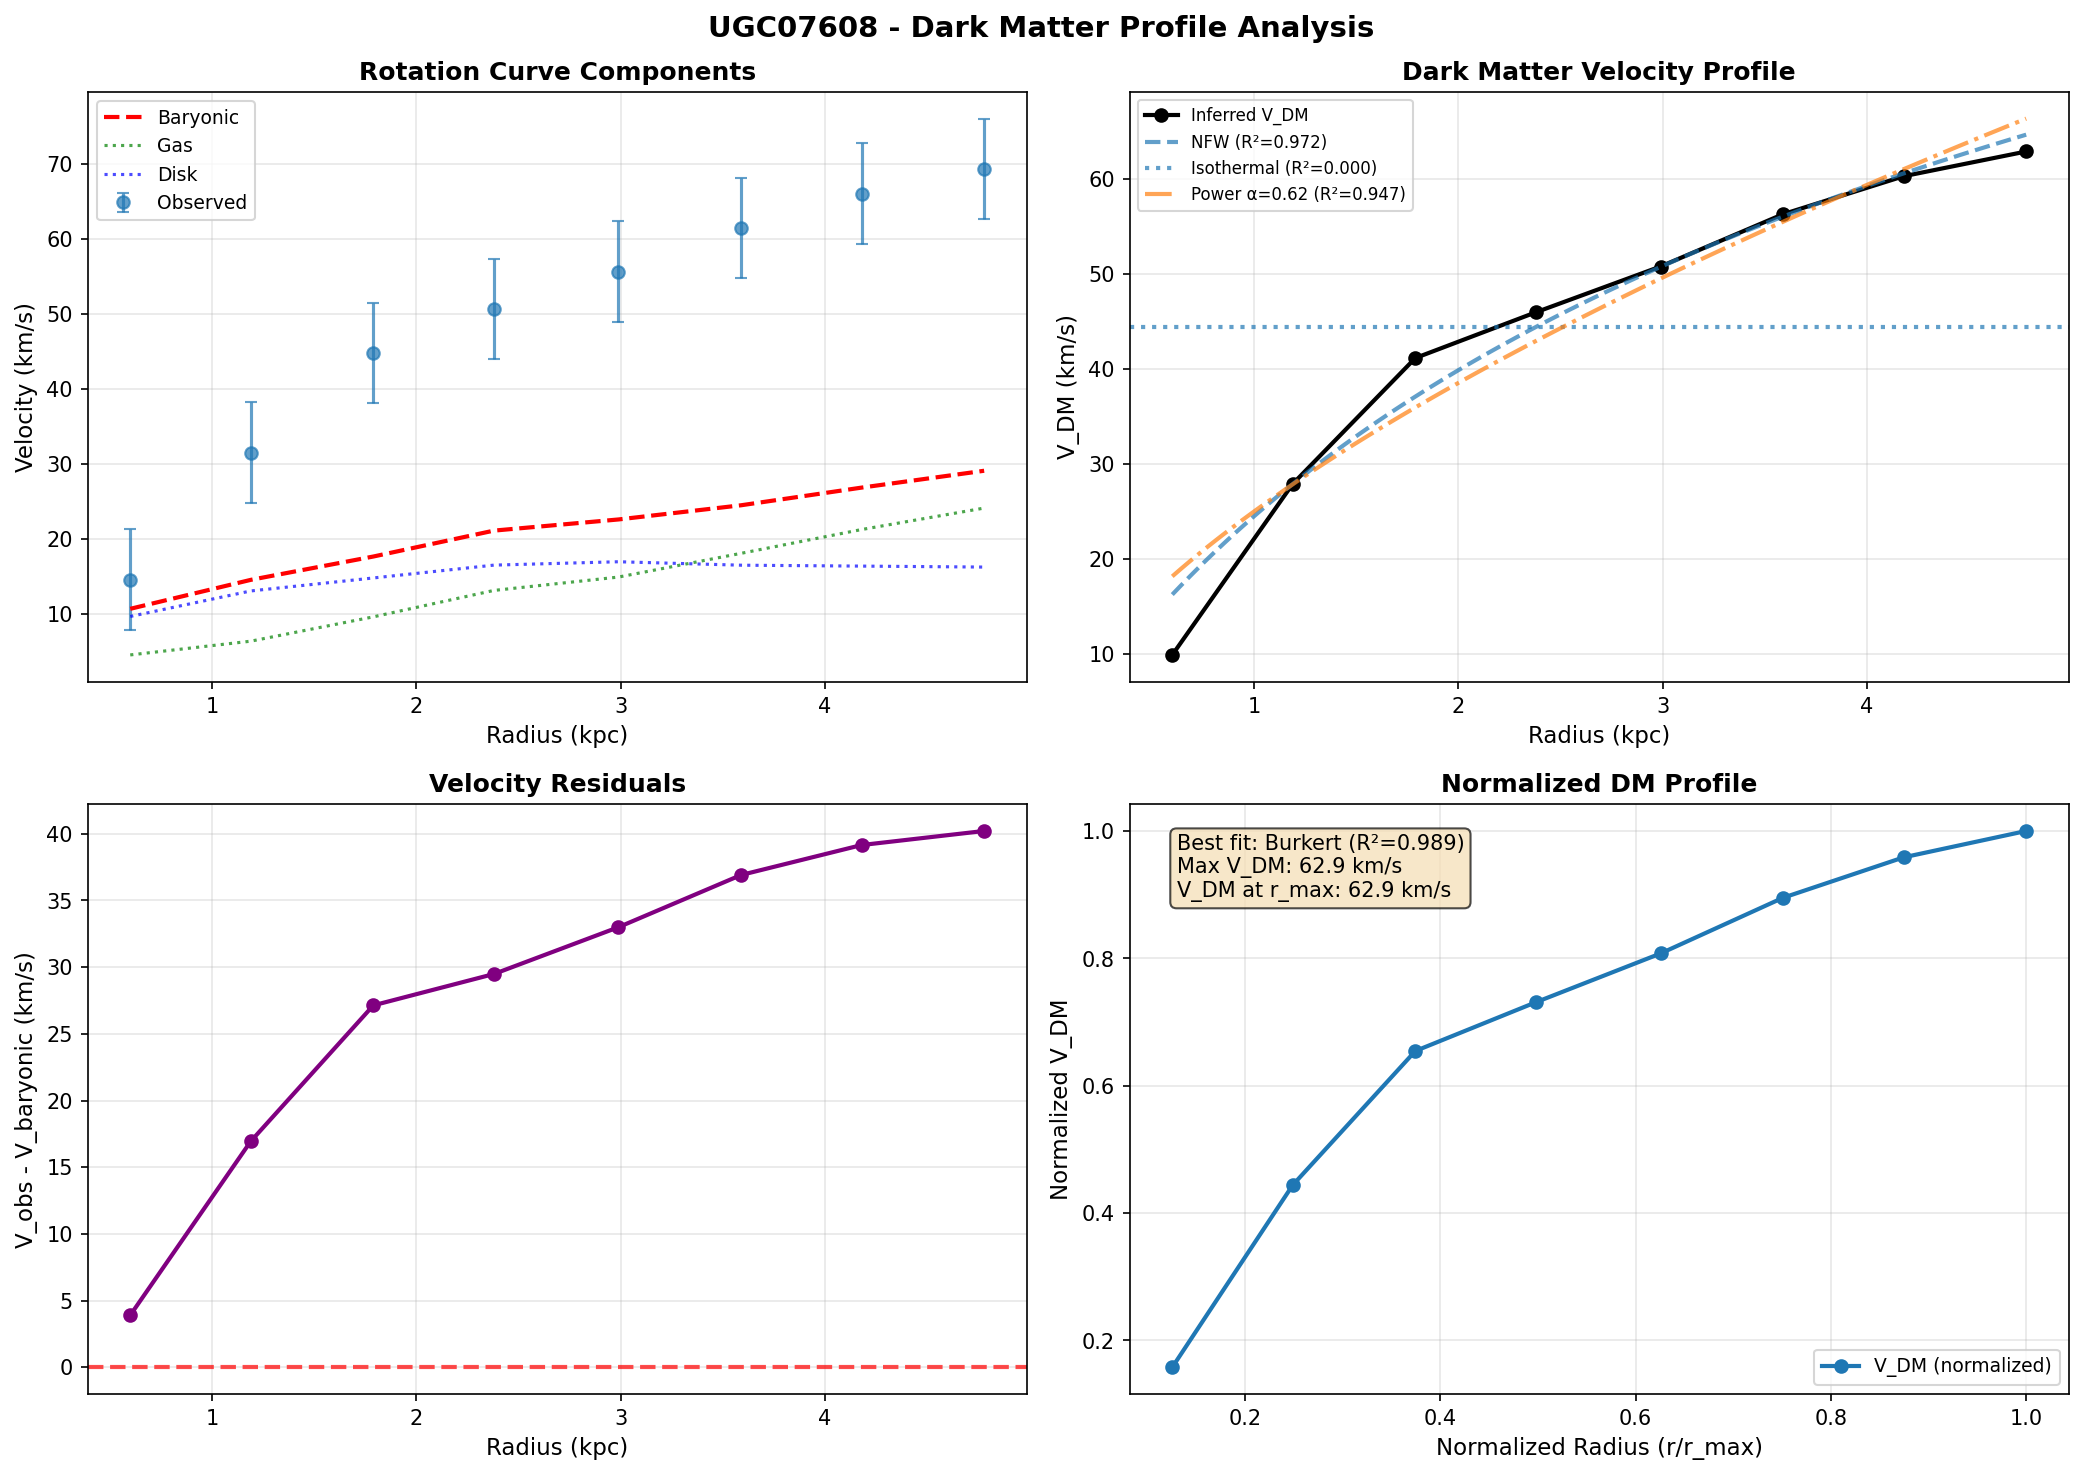 UGC07608 - Dark Matter Profile Analysis
Rotation Curve Components
Baryonic
Gas
Disk
Observed
Velocity (km/s)
70
60
50
40
30
20
10
1
2
3
4
Radius (kpc)
Dark Matter Velocity Profile
Inferred V_DM
NFW (R²=0.972)
Isothermal (R²=0.000)
Power α=0.62 (R²=0.947)
V_DM (km/s)
60
50
40
30
20
10
1
2
3
4
Radius (kpc)
Velocity Residuals
V_obs - V_baryonic (km/s)
40
35
30
25
20
15
10
5
0
1
2
3
4
Radius (kpc)
Normalized DM Profile
Best fit: Burkert (R²=0.989)
Max V_DM: 62.9 km/s
V_DM at r_max: 62.9 km/s
Normalized V_DM
1.0
0.8
0.6
0.4
0.2
V_DM (normalized)
0.2
0.4
0.6
0.8
1.0
Normalized Radius (r/r_max)